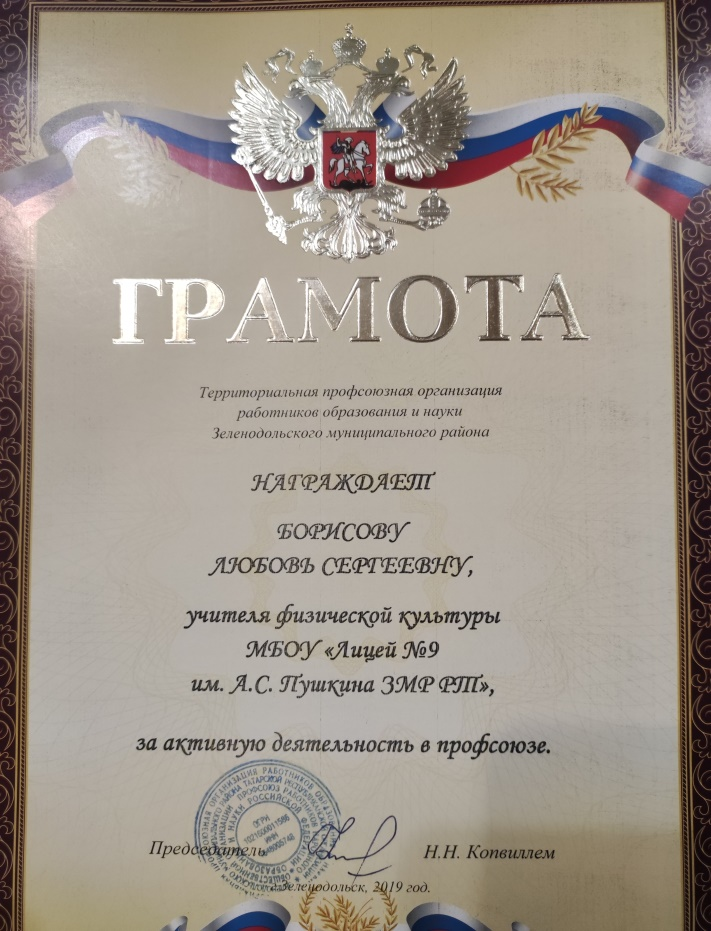 ГРАМОТА
Территориальная профсоюзная организация
работников образования и науки
Зеленодольского муниципального района
НАГРАЖДАЕТ
БОРИСОВУ
ЛЮБОВЬ СЕРГЕЕВНУ,
учителя физической культуры
МБОУ «Лицей №9
им. А.С. Пушкина ЗМР РТ»,
за активную деятельность в профсоюзе.
Председатель Н.Н. Копвиллем
г. Зеленодольск, 2019 год.